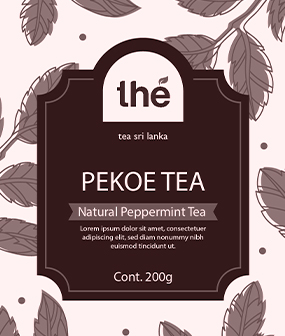 thé
tea sri lanka
PEKOE TEA
Natural Peppermint Tea
Lorem ipsum dolor sit amet, consectetuer
adipiscing elit, sed diam nonummy nibh
euismod tincidunt ut.
Cont. 200g